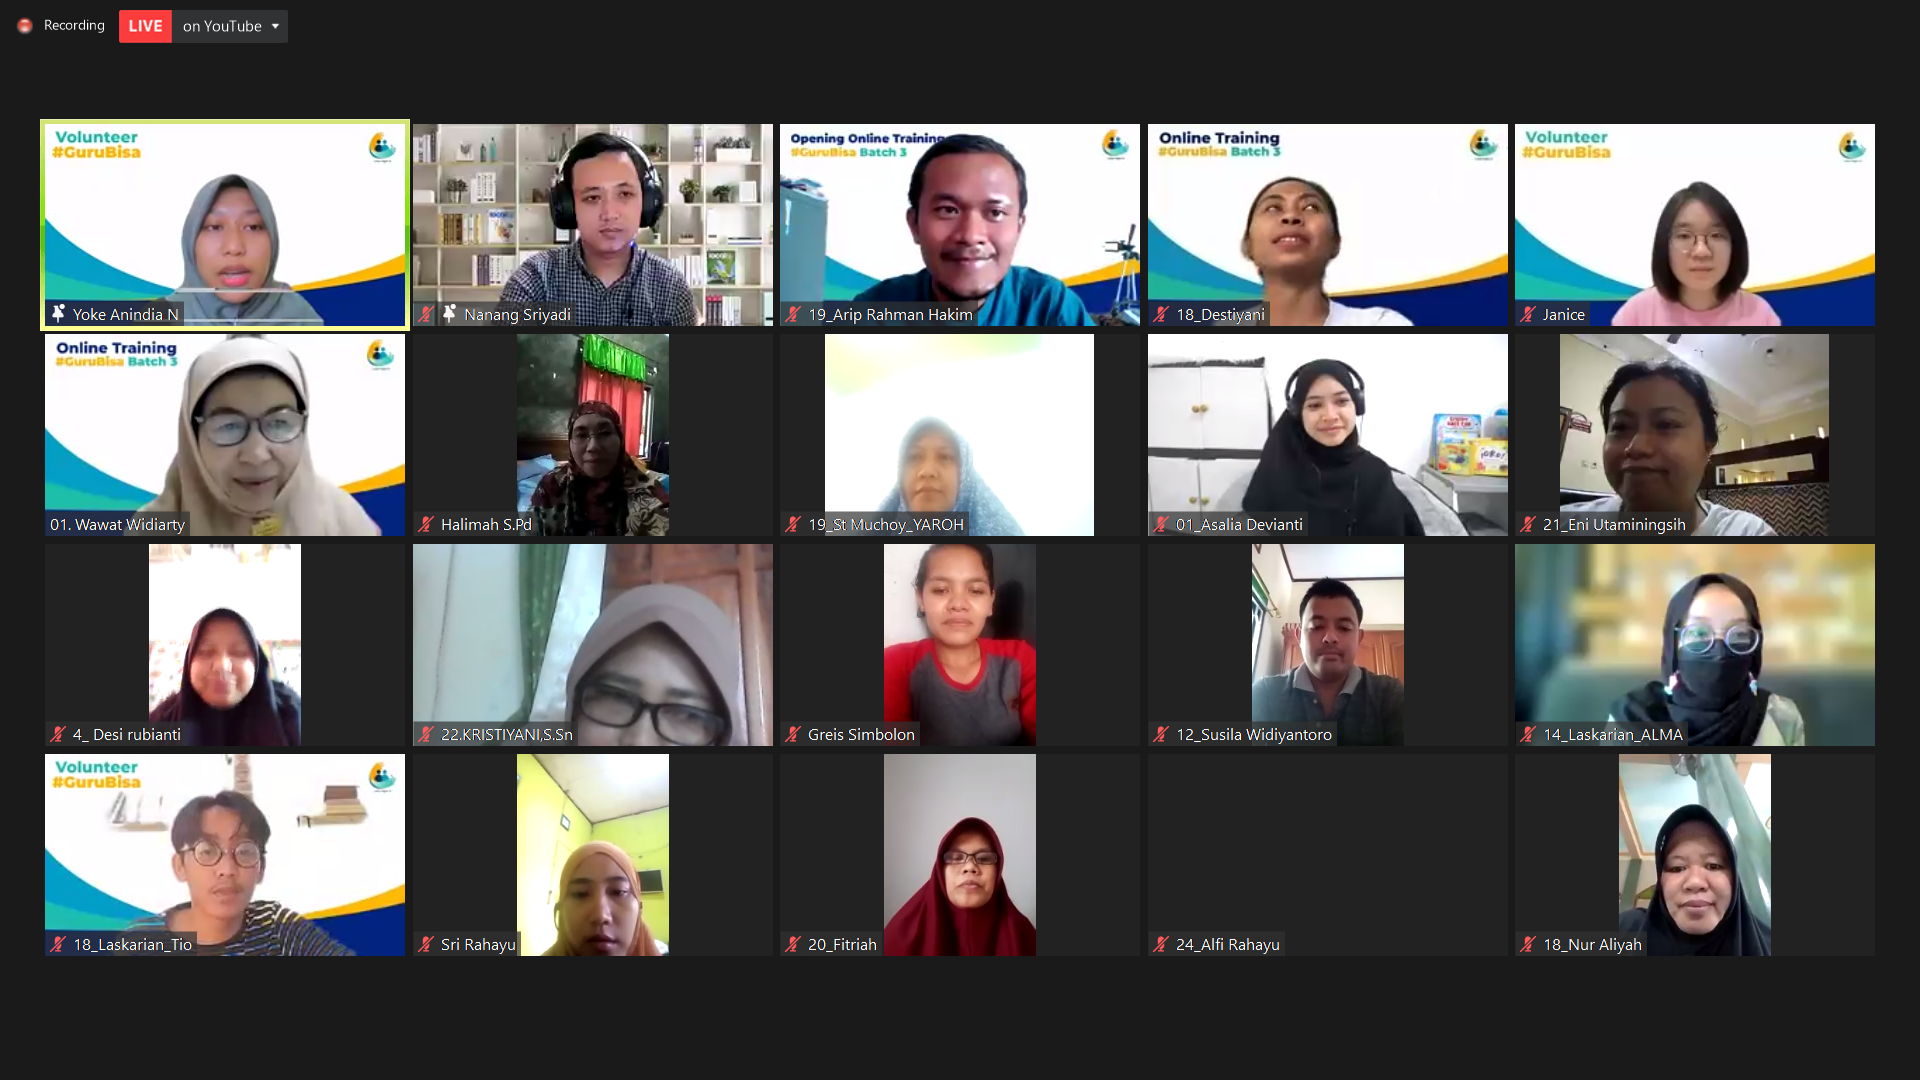 Recording
LIVE on YouTube
Volunteer
#GuruBisa
Yoke Anindia N
Nanang Sriyadi
Opening Online Training
#GuruBisa Batch 3
19_Arip Rahman Hakim
Online Training
#GuruBisa Batch 3
18_Destiyani
Volunteer
#GuruBisa
Janice
Online Training
#GuruBisa Batch 3
01. Wawat Widiarty
Halimah S.Pd
19_St Muchoy_YAROH
01_Asalia Devianti
21_Eni Utaminingsih
4_ Desi rubianti
22.KRISTIYANI,S.Sn
Greis Simbolon
12_Susila Widiyantoro
14_Laskarian_ALMA
Volunteer
#GuruBisa
18_Laskarian_Tio
Sri Rahayu
20_Fitriah
24_Alfi Rahayu
18_Nur Aliyah